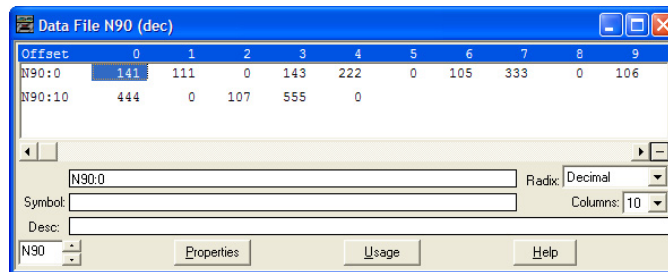 Data File N90 (dec)
Offset 0 1 2 3 4 5 6 7 8 9
N90:0 141 111 0 143 222 0 105 333 0 106
N90:10 444 0 107 555 0
N90:0 Radix: Decimal
Symbol: Columns: 10
Desc:
N90 Properties Usage Help